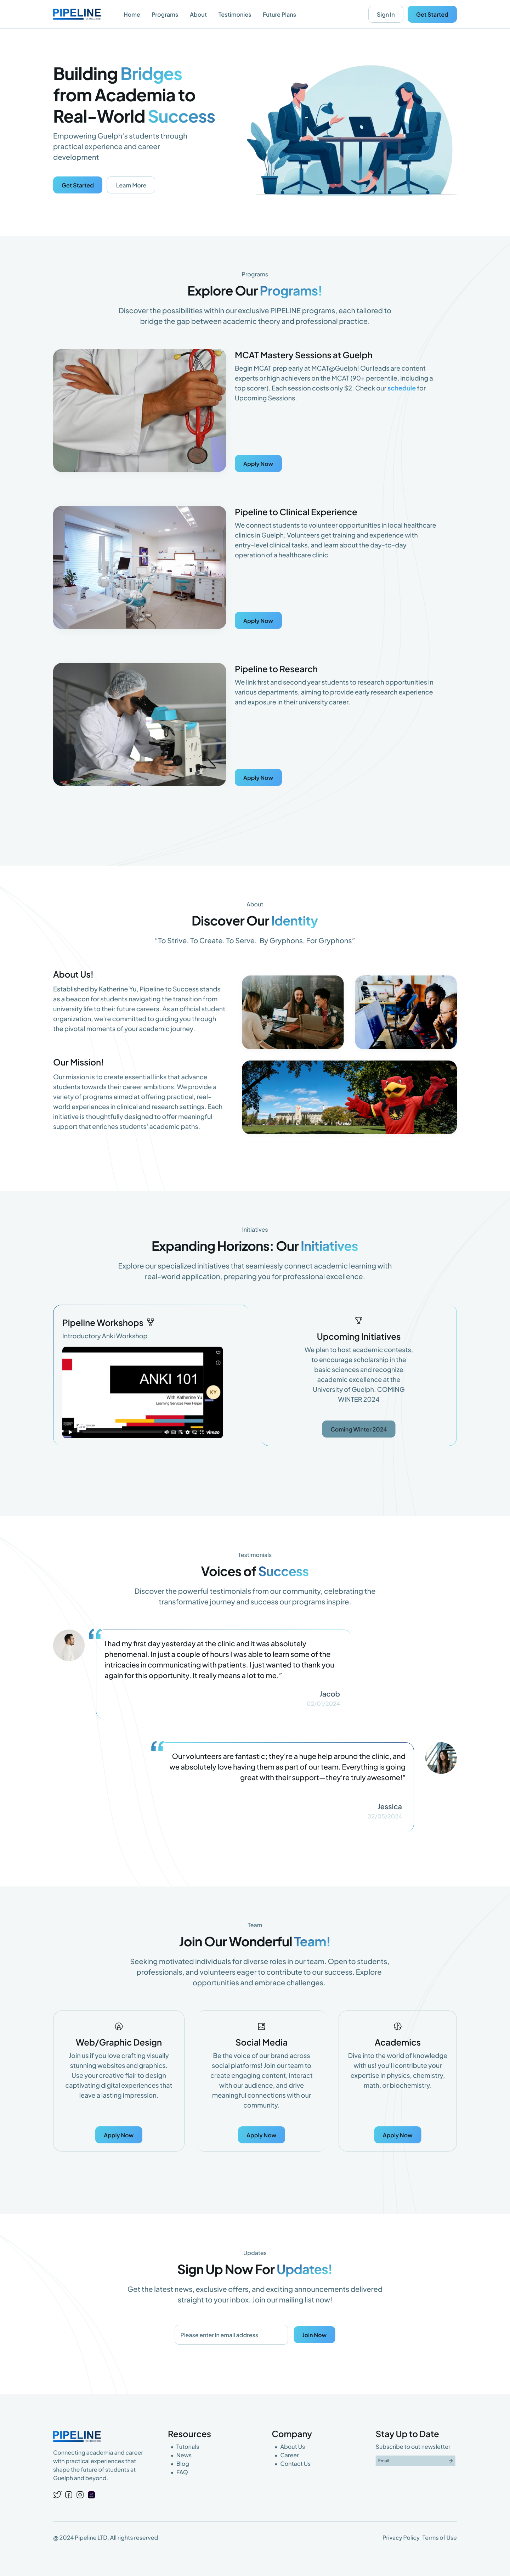 PIPELINE
Home Programs About Testimonies Future Plans
Sign In
Get Started
Building Bridges
from Academia to
Real-World Success
Empowering Guelph's students through
practical experience and career
development
Get Started
Learn More
Programs
Explore Our Programs!
Discover the possibilities within our exclusive PIPELINE programs, each tailored to
bridge the gap between academic theory and professional practice.
MCAT Mastery Sessions at Guelph
Begin MCAT prep early at MCAT@Guelph! Our leads are content
experts or high achievers on the MCAT (90+ percentile, including a
top scorer). Each session costs only $2. Check our schedule for
Upcoming Sessions.
Apply Now
Pipeline to Clinical Experience
We connect students to volunteer opportunities in local healthcare
clinics in Guelph. Volunteers get training and experience with
entry-level clinical tasks, and learn about the day-to-day
operation of a healthcare clinic.
Apply Now
Pipeline to Research
We link first and second year students to research opportunities in
various departments, aiming to provide early research experience
and exposure in their university career.
Apply Now
About
Discover Our Identity
"To Strive. To Create. To Serve. By Gryphons, For Gryphons"
About Us!
Established by Katherine Yu, Pipeline to Success stands
as a beacon for students navigating the transition from
university life to their future careers. As an official student
organization, we're committed to guiding you through
the pivotal moments of your academic journey.
Our Mission!
Our mission is to create essential links that advance
students towards their career ambitions. We provide a
variety of programs aimed at offering practical, real-
world experiences in clinical and research settings. Each
initiative is thoughtfully designed to offer meaningful
support that enriches students' academic paths.
Initiatives
Expanding Horizons: Our Initiatives
Explore our specialized initiatives that seamlessly connect academic learning with
real-world application, preparing you for professional excellence.
Pipeline Workshops
Introductory Anki Workshop
ANKI 101
With Katherine Yu
Learning Services Peer Helper
KY
vimeo
Upcoming Initiatives
We plan to host academic contests,
to encourage scholarship in the
basic sciences and recognize
academic excellence at the
University of Guelph. COMING
WINTER 2024
Coming Winter 2024
Testimonials
Voices of Success
Discover the powerful testimonials from our community, celebrating the
transformative journey and success our programs inspire.
I had my first day yesterday at the clinic and it was absolutely
phenomenal. In just a couple of hours I was able to learn some of the
intricacies in communicating with patients. I just wanted to thank you
again for this opportunity. It really means a lot to me."
Jacob
Our volunteers are fantastic; they're a huge help around the clinic, and
we absolutely love having them as part of our team. Everything is going
great with their support—they're truly awesome!"
Jessica
Team
Join Our Wonderful Team!
Seeking motivated individuals for diverse roles in our team. Open to students,
professionals, and volunteers eager to contribute to our success. Explore
opportunities and embrace challenges.
Web/Graphic Design
Join us if you love crafting visually
stunning websites and graphics.
Use your creative flair to design
captivating digital experiences that
leave a lasting impression.
Apply Now
Social Media
Be the voice of our brand across
social platforms! Join our team to
create engaging content, interact
with our audience, and drive
meaningful connections with our
community.
Apply Now
Academics
Dive into the world of knowledge
with us! you'll contribute your
expertise in physics, chemistry,
math, or biochemistry.
Apply Now
Updates
Sign Up Now For Updates!
Get the latest news, exclusive offers, and exciting announcements delivered
straight to your inbox. Join our mailing list now!
Please enter in email address
Join Now
PIPELINE
Connecting academia and career
with practical experiences that
shape the future of students at
Guelph and beyond.
Resources
Tutorials
News
Blog
FAQ
Company
About Us
Career
Contact Us
Stay Up to Date
Subscribe to out newsletter
Email
@ 2024 Pipeline LTD, All rights reserved
Privacy Policy Terms of Use